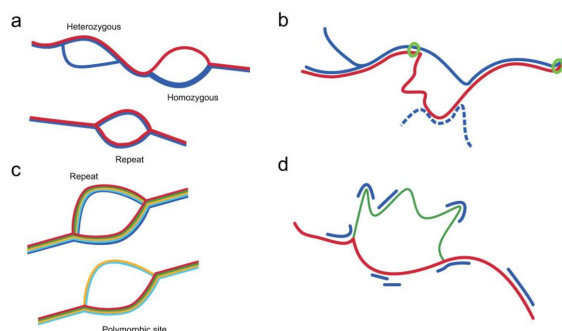 a
Heterozygous
Homozygous
Repeat
b
c
Repeat
Polymorphic site
d